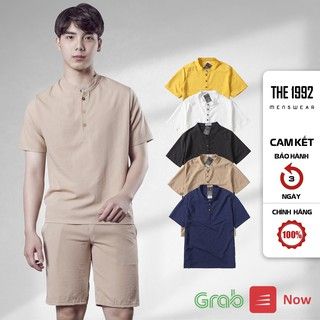 THE 1992
MENSWEAR
CAM KẾT
BẢO HÀNH
3
NGÀY
CHÍNH HÃNG
100%
Grab
Now